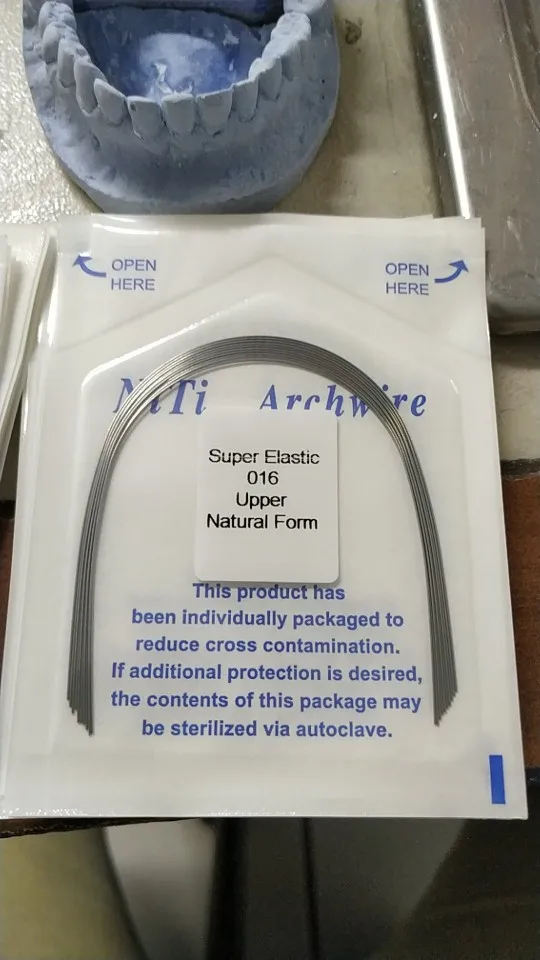 OPEN
HERE
OPEN
HERE
NiTi Archwire
Super Elastic
016
Upper
Natural Form
This product has
been individually packaged to
reduce cross contamination.
If additional protection is desired,
the contents of this package may
be sterilized via autoclave.